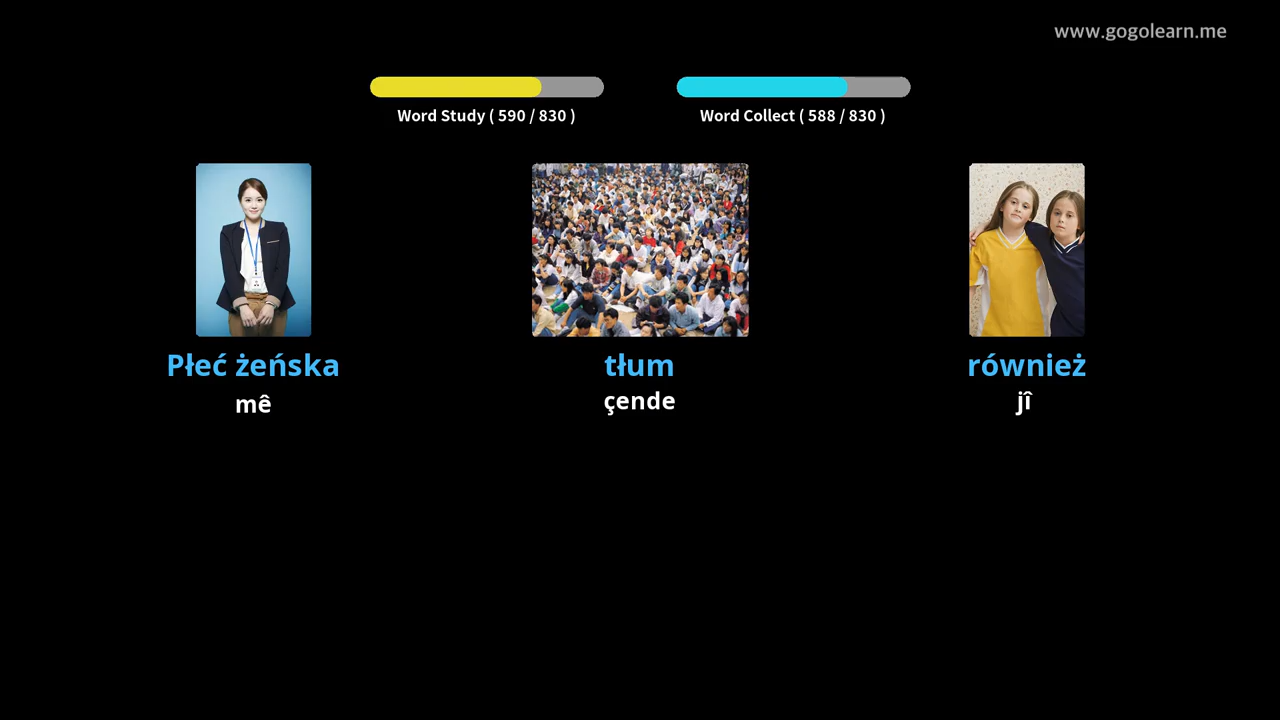 www.gogolearn.me
Word Study ( 590 / 830 )
Word Collect ( 588 / 830 )
Płeć żeńska
mê
tłum
çende
również
jî